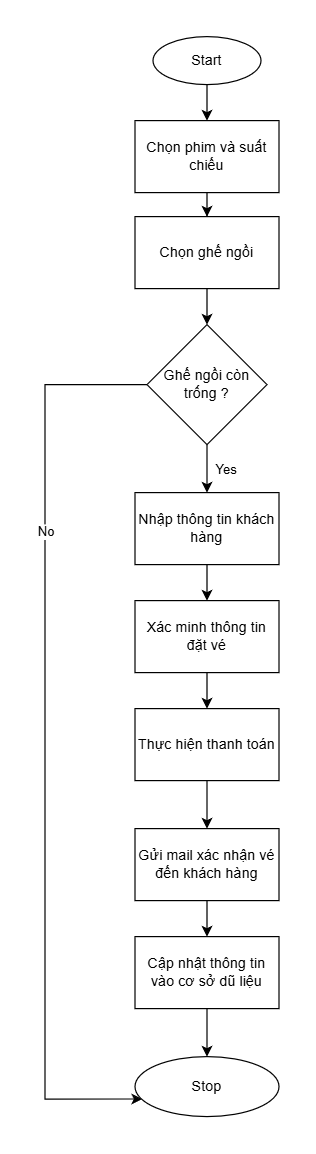 Start
Chọn phim và suất
chiếu
Chọn ghế ngồi
Ghế ngồi còn
trống ?
Yes
No
Nhập thông tin khách
hàng
Xác minh thông tin
đặt vé
Thực hiện thanh toán
Gửi mail xác nhận vé
đến khách hàng
Cập nhật thông tin
vào cơ sở dũ liệu
Stop